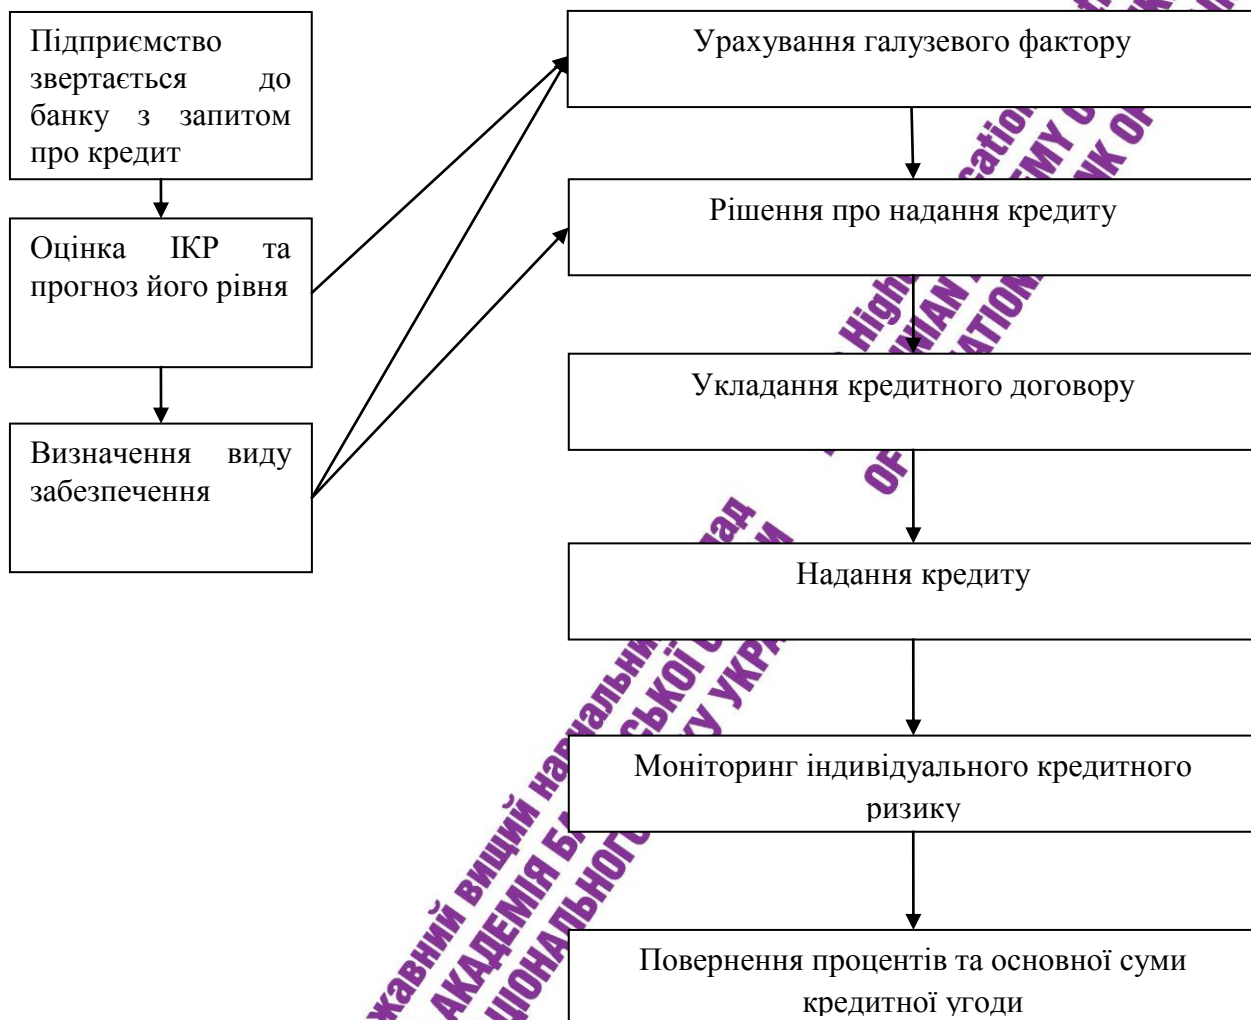 Підприємство
звертається до
банку з запитом
про кредит
Оцінка ІКР та
прогноз його рівня
Визначення виду
забезпечення
Урахування галузевого фактору
Рішення про надання кредиту
Укладання кредитного договору
Надання кредиту
Моніторинг індивідуального кредитного
ризику
Повернення процентів та основної суми
кредитної угоди
вищий
АКАДЕМІЯ